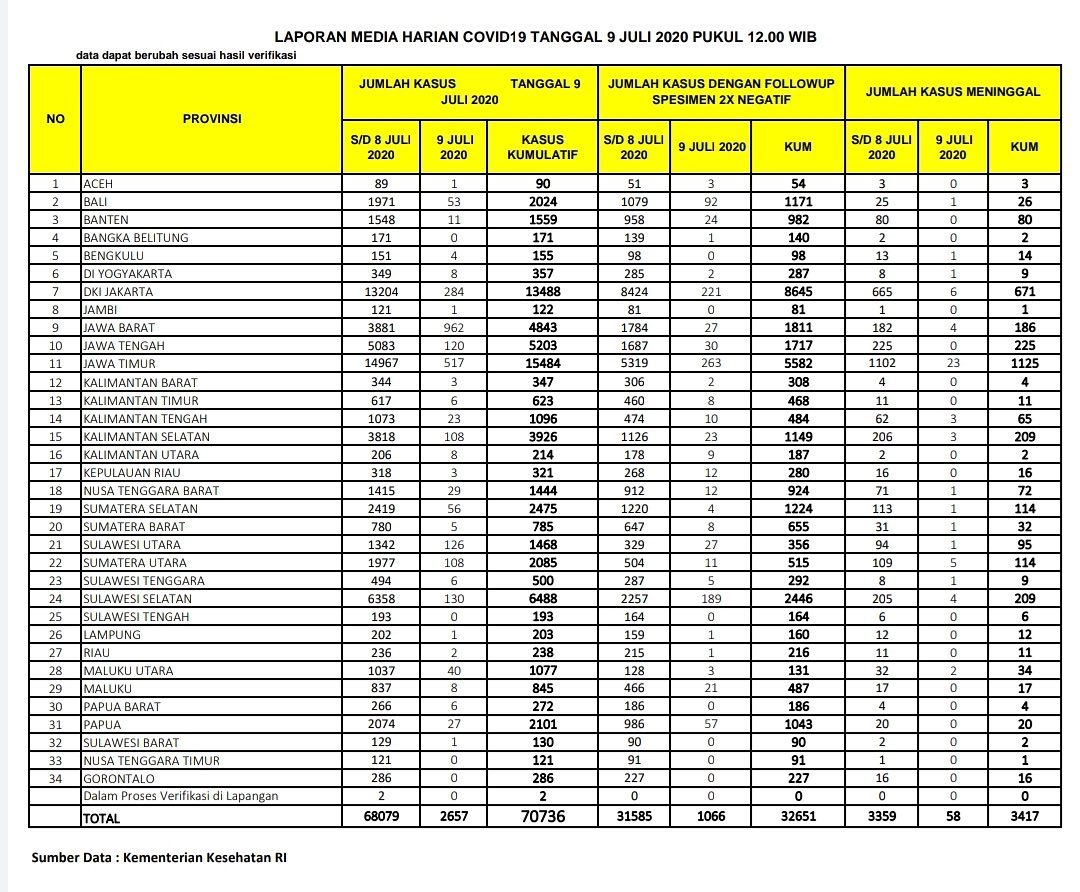 LAPORAN MEDIA HARIAN COVID19 TANGGAL 9 JULI 2020 PUKUL 12.00 WIB
data dapat berubah sesuai hasil verifikasi
NO PROVINSI JUMLAH KASUS TANGGAL 9 JULI 2020 JUMLAH KASUS DENGAN FOLLOWUP SPESIMEN 2X NEGATIF JUMLAH KASUS MENINGGAL
S/D 8 JULI 2020 9 JULI 2020 KASUS KUMULATIF S/D 8 JULI 2020 9 JULI 2020 KUM S/D 8 JULI 2020 9 JULI 2020 KUM
1 ACEH 89 1 90 51 3 54 3 0 3
2 BALI 1971 53 2024 1079 92 1171 25 1 26
3 BANTEN 1548 11 1559 958 24 982 80 0 80
4 BANGKA BELITUNG 171 0 171 139 1 140 2 0 2
5 BENGKULU 151 4 155 98 0 98 13 1 14
6 DI YOGYAKARTA 349 8 357 285 2 287 8 1 9
7 DKI JAKARTA 13204 284 13488 8424 221 8645 665 6 671
8 JAMBI 121 1 122 81 0 81 1 0 1
9 JAWA BARAT 3881 962 4843 1784 27 1811 182 4 186
10 JAWA TENGAH 5083 120 5203 1687 30 1717 225 0 225
11 JAWA TIMUR 14967 517 15484 5319 263 5582 1102 23 1125
12 KALIMANTAN BARAT 344 3 347 306 2 308 4 0 4
13 KALIMANTAN TIMUR 617 6 623 460 8 468 11 0 11
14 KALIMANTAN TENGAH 1073 23 1096 474 10 484 62 3 65
15 KALIMANTAN SELATAN 3818 108 3926 1126 23 1149 206 3 209
16 KALIMANTAN UTARA 206 8 214 178 9 187 2 0 2
17 KEPULAUAN RIAU 318 3 321 268 12 280 16 0 16
18 NUSA TENGGARA BARAT 1415 29 1444 912 12 924 71 1 72
19 SUMATERA SELATAN 2419 56 2475 1220 4 1224 113 1 114
20 SUMATERA BARAT 780 5 785 647 8 655 31 1 32
21 SULAWESI UTARA 1342 126 1468 329 27 356 94 1 95
22 SUMATERA UTARA 1977 108 2085 504 11 515 109 5 114
23 SULAWESI TENGGARA 494 6 500 287 5 292 8 1 9
24 SULAWESI SELATAN 6358 130 6488 2257 189 2446 205 4 209
25 SULAWESI TENGAH 193 0 193 164 0 164 6 0 6
26 LAMPUNG 202 1 203 159 1 160 12 0 12
27 RIAU 236 2 238 215 1 216 11 0 11
28 MALUKU UTARA 1037 40 1077 128 3 131 32 2 34
29 MALUKU 837 8 845 466 21 487 17 0 17
30 PAPUA BARAT 266 6 272 186 0 186 4 0 4
31 PAPUA 2074 27 2101 986 57 1043 20 0 20
32 SULAWESI BARAT 129 1 130 90 0 90 2 0 2
33 NUSA TENGGARA TIMUR 121 0 121 91 0 91 1 0 1
34 GORONTALO 286 0 286 227 0 227 16 0 16
Dalam Proses Verifikasi di Lapangan 2 0 2 0 0 0 0 0 0
TOTAL 68079 2657 70736 31585 1066 32651 3359 58 3417
Sumber Data : Kementerian Kesehatan RI